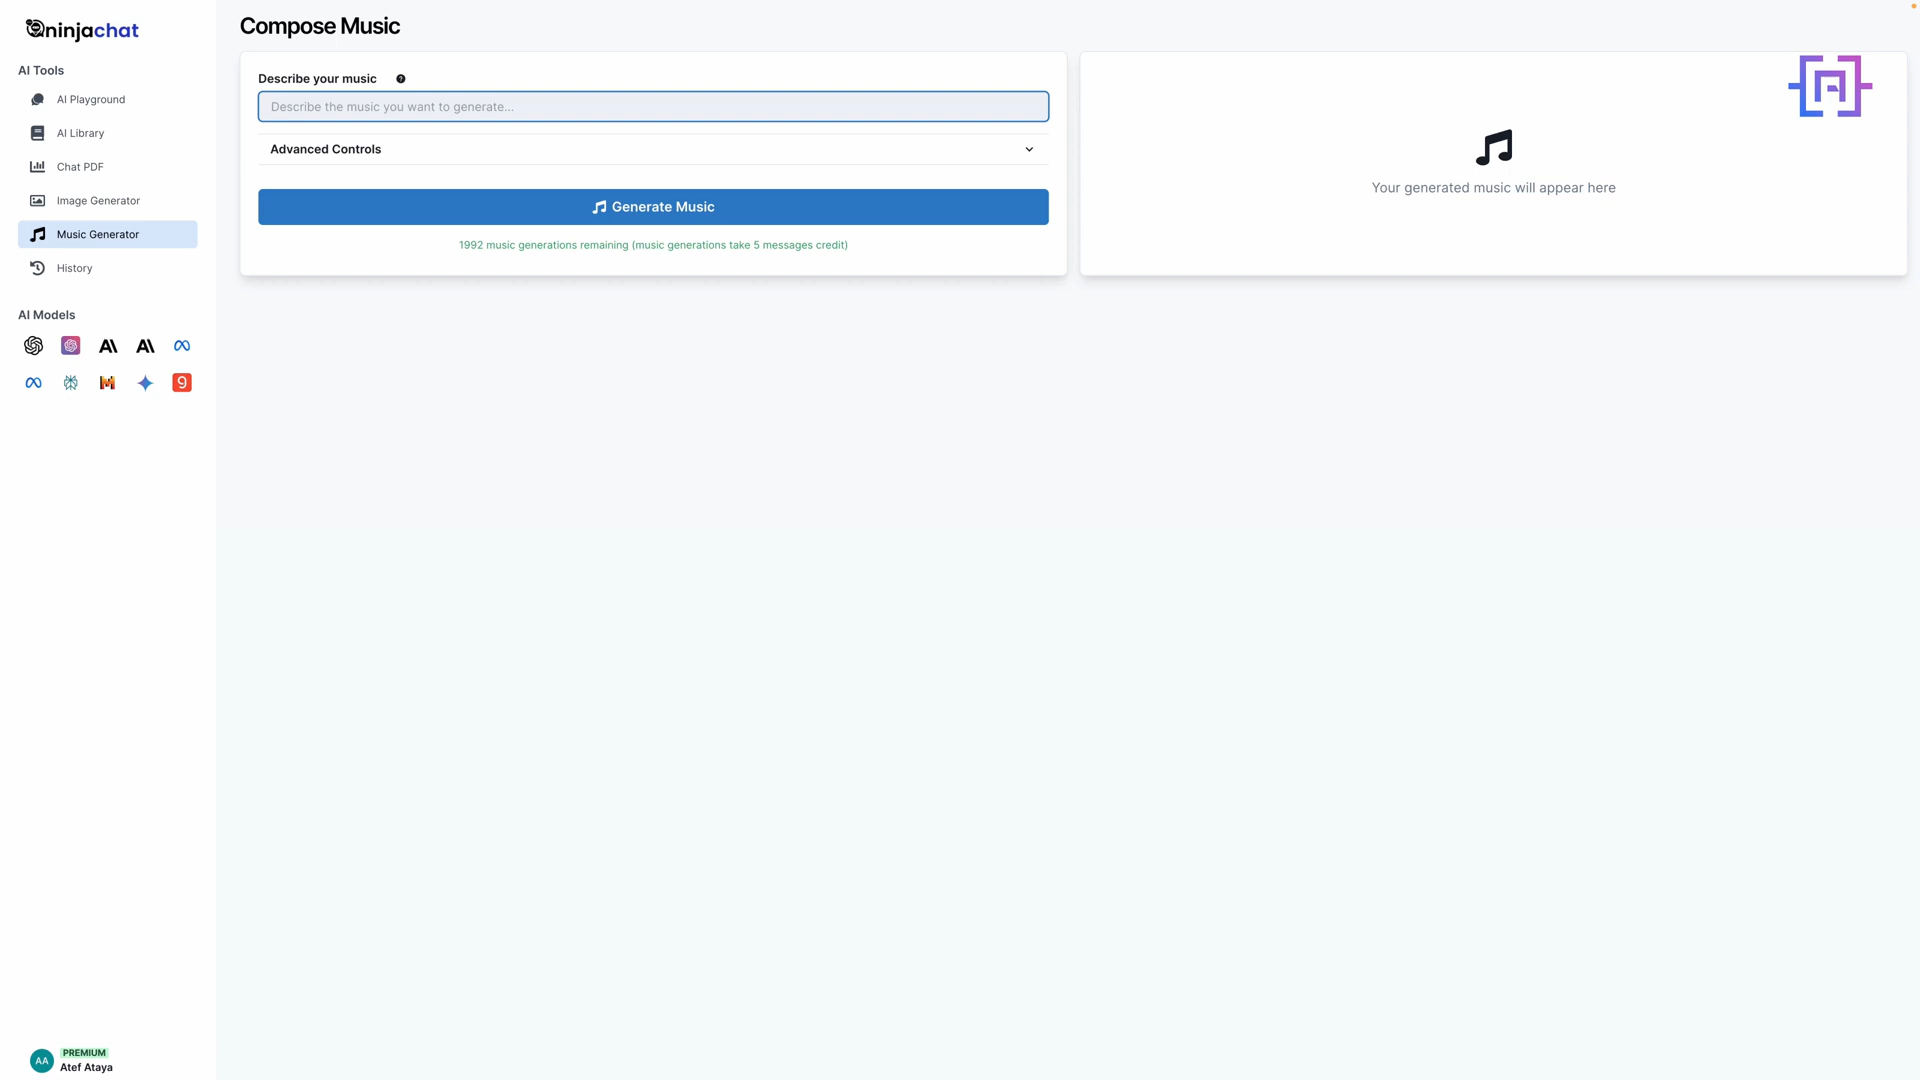 ninjachat
AI Tools
AI Playground
AI Library
Chat PDF
Image Generator
Music Generator
History
AI Models
AA
PREMIUM
Atef Ataya
Compose Music
Describe your music
Describe the music you want to generate...
Advanced Controls
Generate Music
1992 music generations remaining (music generations take 5 messages credit)
Your generated music will appear here